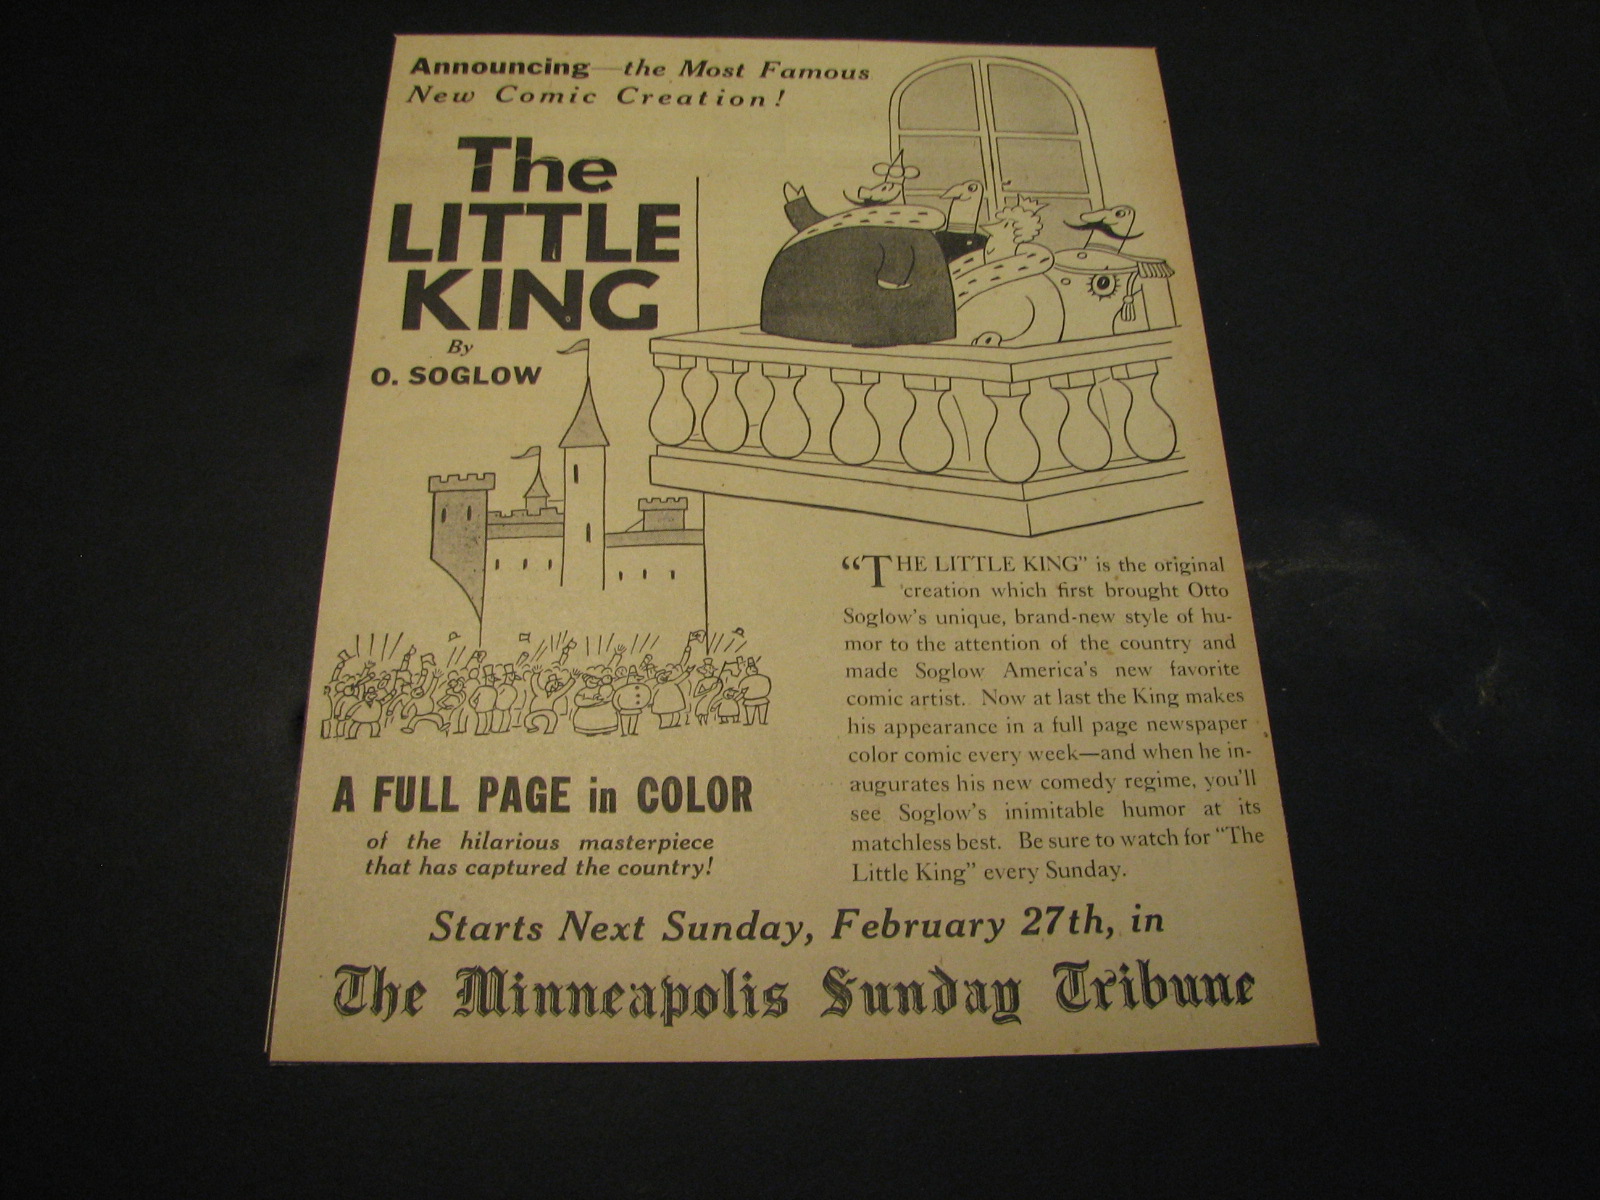 Announcing—the Most Famous
New Comic Creation!
The
LITTLE
KING
By
O. SOGLOW
"THE LITTLE KING" is the original
creation which first brought Otto
Soglow's unique, brand-new style of hu-
mor to the attention of the country and
made Soglow America's new favorite
comic artist. Now at last the King makes
his appearance in a full page newspaper
color comic every week—and when he in-
augurates his new comedy regime, you'll
see Soglow's inimitable humor at its
matchless best. Be sure to watch for "The
Little King" every Sunday.
A FULL PAGE in COLOR
of the hilarious masterpiece
that has captured the country!
Starts Next Sunday, February 27th, in
The Minneapolis Sunday Tribune